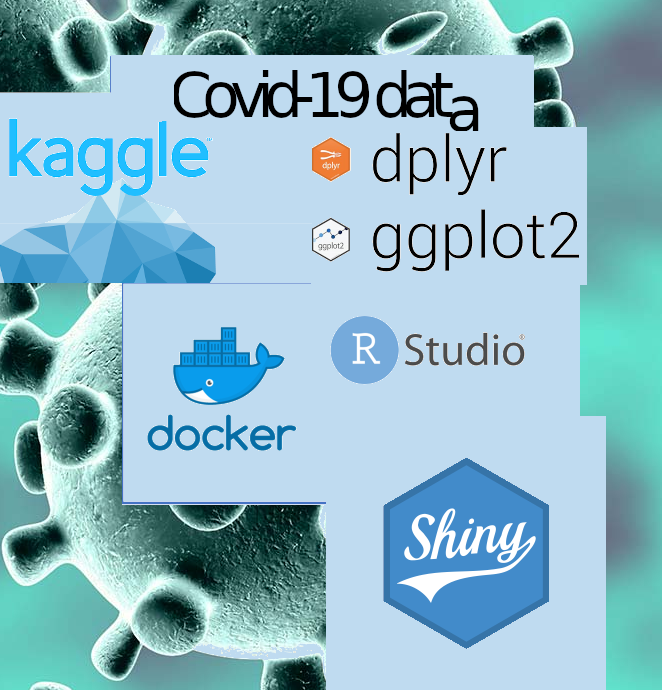 Covid-19 data
kaggle
dplyr
dplyr
ggplot2
ggplot2
R Studio®
docker
Shiny